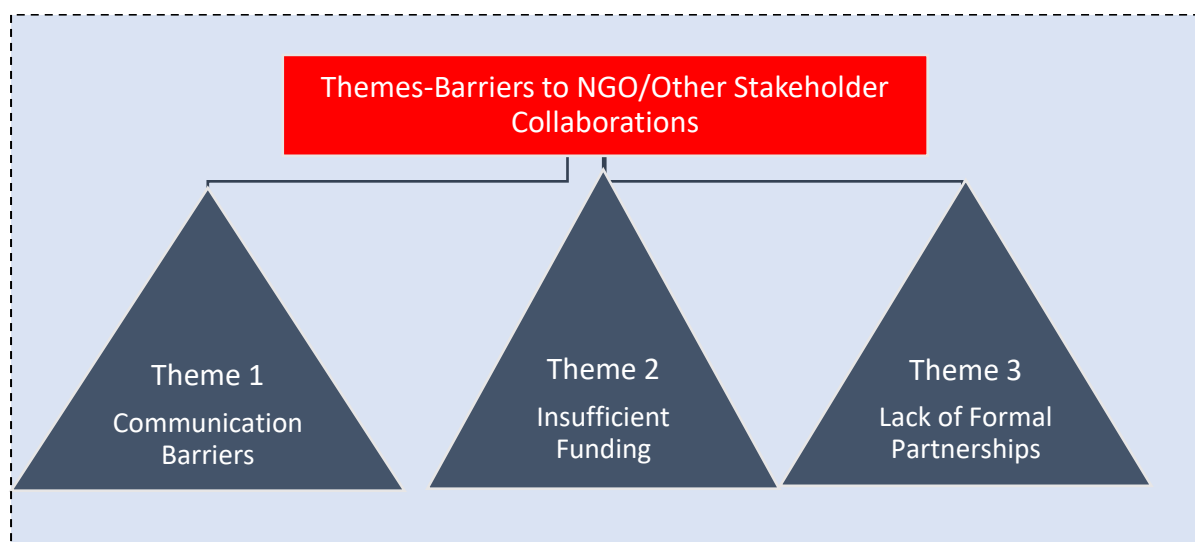 Themes-Barriers to NGO/Other Stakeholder
Collaborations
Theme 1
Communication
Barriers
Theme 2
Insufficient
Funding
Theme 3
Lack of Formal
Partnerships